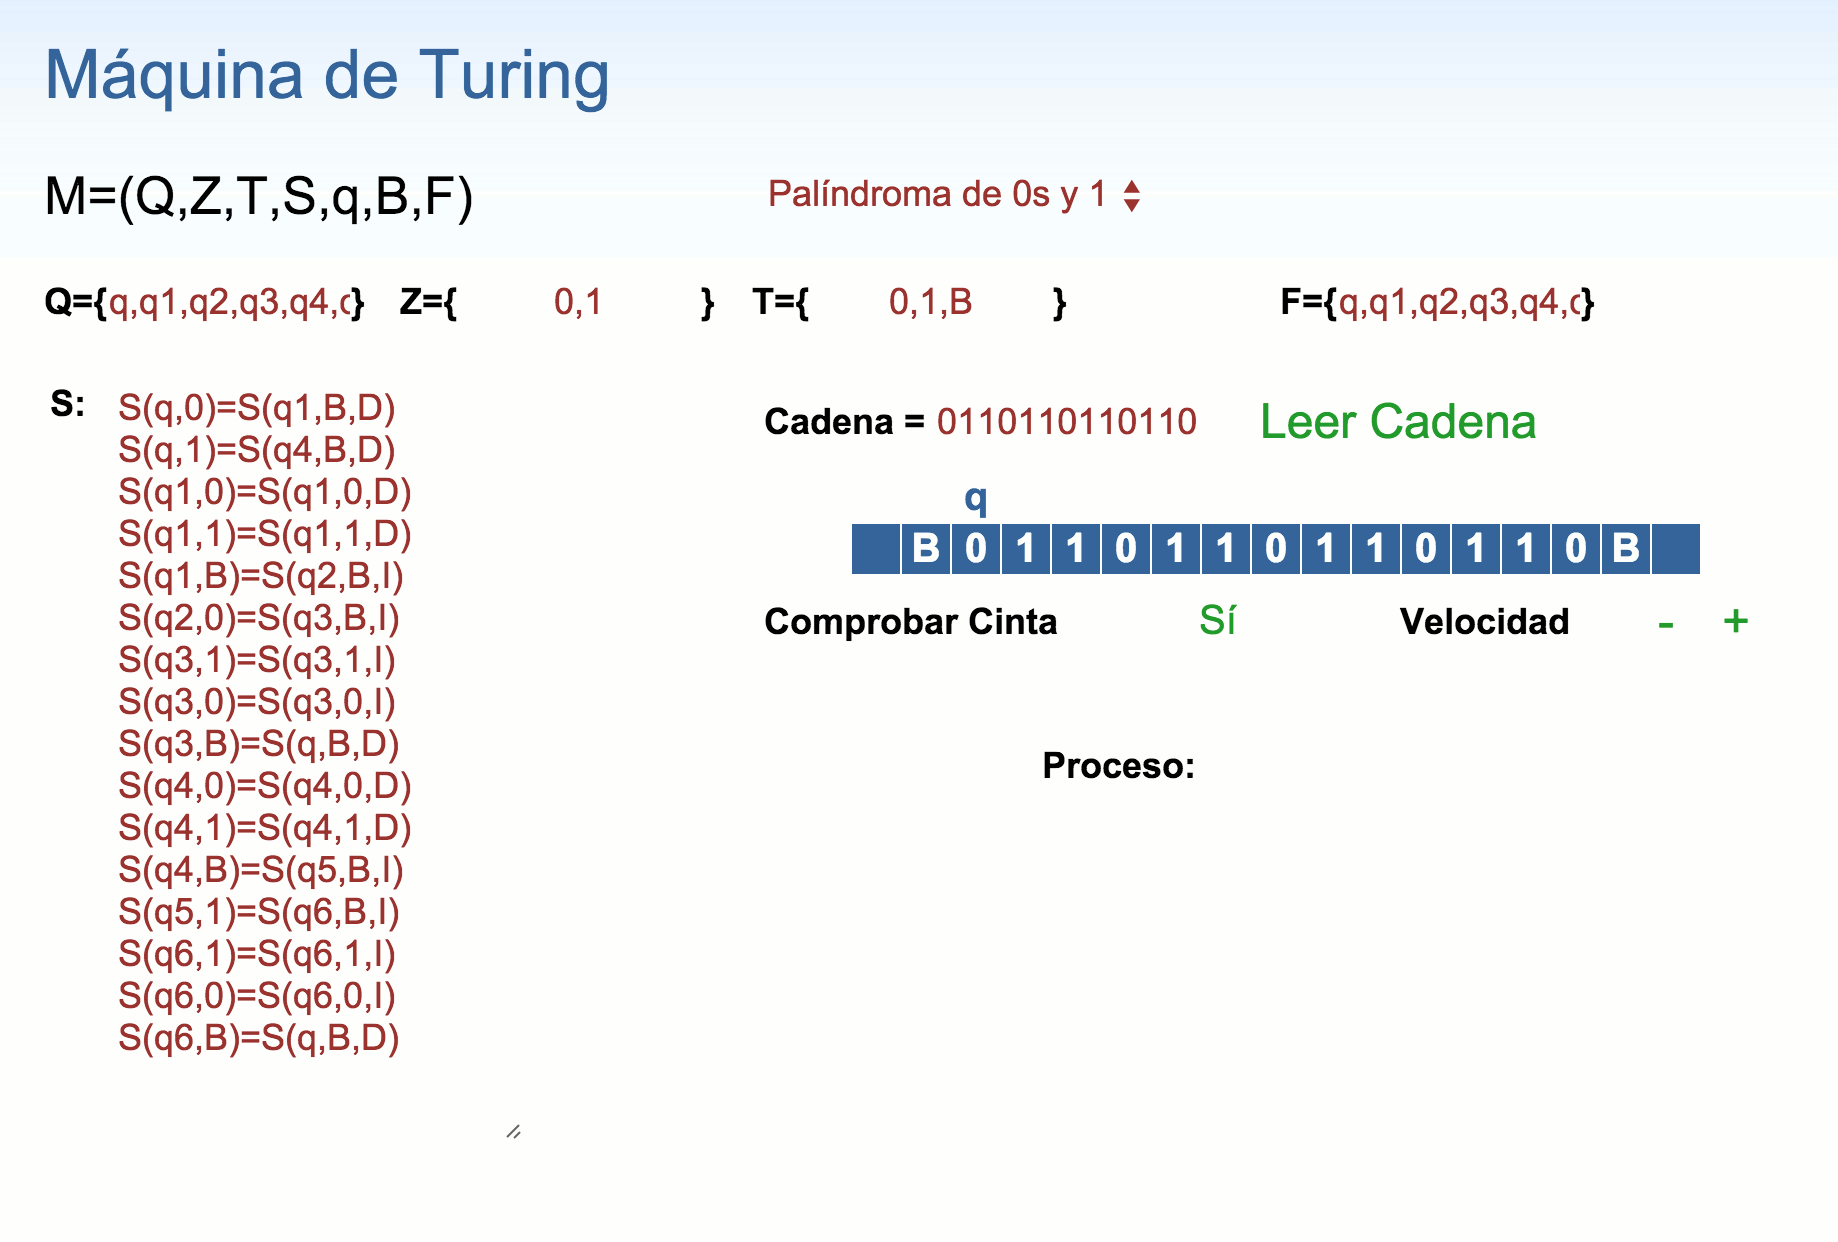 Máquina de Turing
M=(Q,Z,T,S,q,B,F)
Palíndroma de 0s y 1
Q={q,q1,q2,q3,q4,} Z={ 0,1 } T={ 0,1,B } F={q,q1,q2,q3,q4,}
S:
S(q,0)=S(q1,B,D)
S(q,1)=S(q4,B,D)
S(q1,0)=S(q1,0,D)
S(q1,1)=S(q1,1,D)
S(q1,B)=S(q2,B,I)
S(q2,0)=S(q3,B,I)
S(q3,1)=S(q3,1,I)
S(q3,0)=S(q3,0,I)
S(q3,B)=S(q,B,D)
S(q4,0)=S(q4,0,D)
S(q4,1)=S(q4,1,D)
S(q4,B)=S(q5,B,I)
S(q5,1)=S(q6,B,I)
S(q6,1)=S(q6,1,I)
S(q6,0)=S(q6,0,I)
S(q6,B)=S(q,B,D)
Cadena = 0110110110110 Leer Cadena
q
B 0 1 1 0 1 1 0 1 1 0 1 1 0 B
Comprobar Cinta Sí Velocidad - +
Proceso: